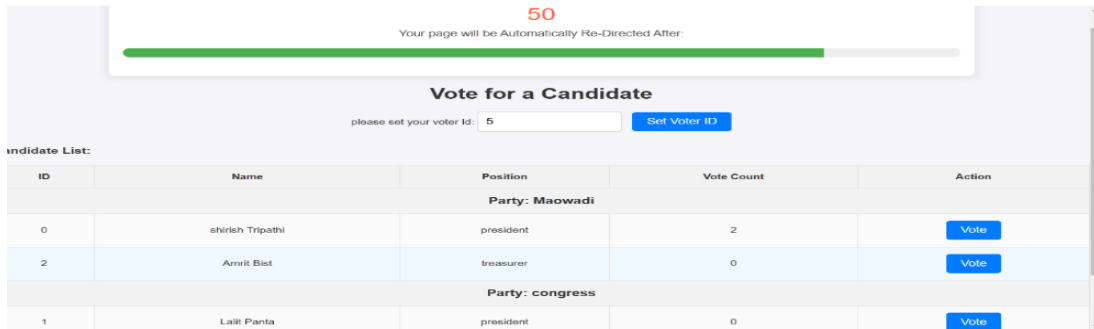 50
Your page will be Automatically Re-Directed After:
Vote for a Candidate
please set your voter Id: 5 Set Voter ID
andidate List:
ID Name Position Vote Count Action
Party: Maowadi
0 shirish Tripathi president 2 Vote
2 Amrit Bist treasurer 0 Vote
Party: congress
1 Lalit Panta president 0 Vote